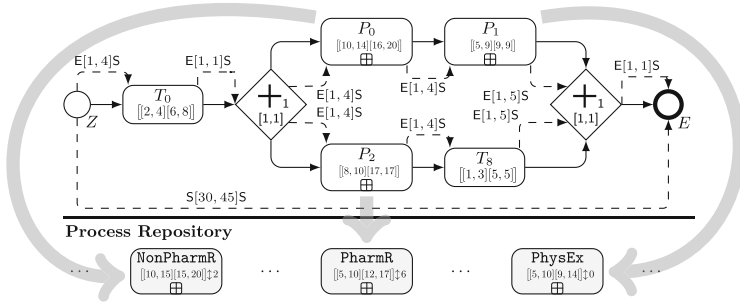 E[1, 4]S
E[1, 1]S
P0
[[10, 14][16, 20]]
P1
[[5, 9][9, 9]]
E[1, 1]S
T0
[[2, 4][6, 8]]
Z
+1
[1,1]
E[1, 4]S
E[1, 4]S
E[1, 4]S
E[1, 5]S
E[1, 5]S
+1
[1,1]
E
P2
[[8, 10][17, 17]]
E[1, 4]S
T8
[[1, 3][5, 5]]
S[30, 45]S
Process Repository
... NonPharmR ... PharmR ... PhysEx ...
[[10, 15][15, 20]]↕2 [[5, 10][12, 17]]↕6 [[5, 10][9, 14]]↕0